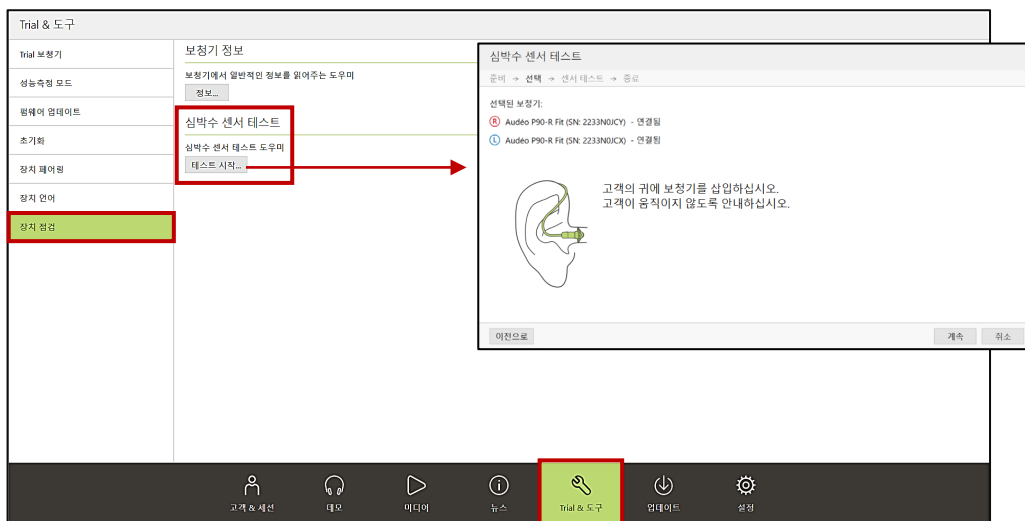 Trial & 도구
Trial 보청기
성능측정 모드
펌웨어 업데이트
초기화
장치 페어링
장치 언어
장치 점검
보청기 정보
보청기에서 일반적인 정보를 읽어주는 도우미
정보...
심박수 센서 테스트
심박수 센서 테스트 도우미
테스트 시작...
심박수 센서 테스트
준비 → 선택 → 센서 테스트 → 종료
선택된 보청기:
R Audéo P90-R Fit (SN: 2233N0JCY) - 연결됨
L Audéo P90-R Fit (SN: 2233N0JCX) - 연결됨
고객의 귀에 보청기를 삽입하십시오.
고객이 움직이지 않도록 안내하십시오.
이전으로
계속
취소
고객 & 세션
데모
미디어
뉴스
Trial & 도구
업데이트
설정